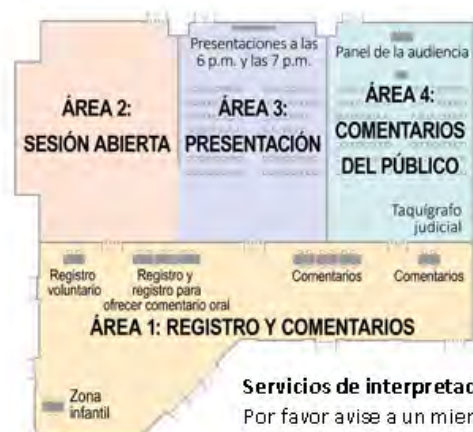 Presentaciones a las
6 p.m. y las 7 p.m.
Panel de la audiencia
ÁREA 2:
SESIÓN ABIERTA
ÁREA 3:
PRESENTACIÓN
ÁREA 4:
COMENTARIOS
DEL PÚBLICO
Taquígrafo
judicial
Registro
voluntario
Registro y
registro para
ofrecer comentario oral
Comentarios
Comentarios
ÁREA 1: REGISTRO Y COMENTARIOS
Zona
infantil
Servicios de
Por favor avise a un